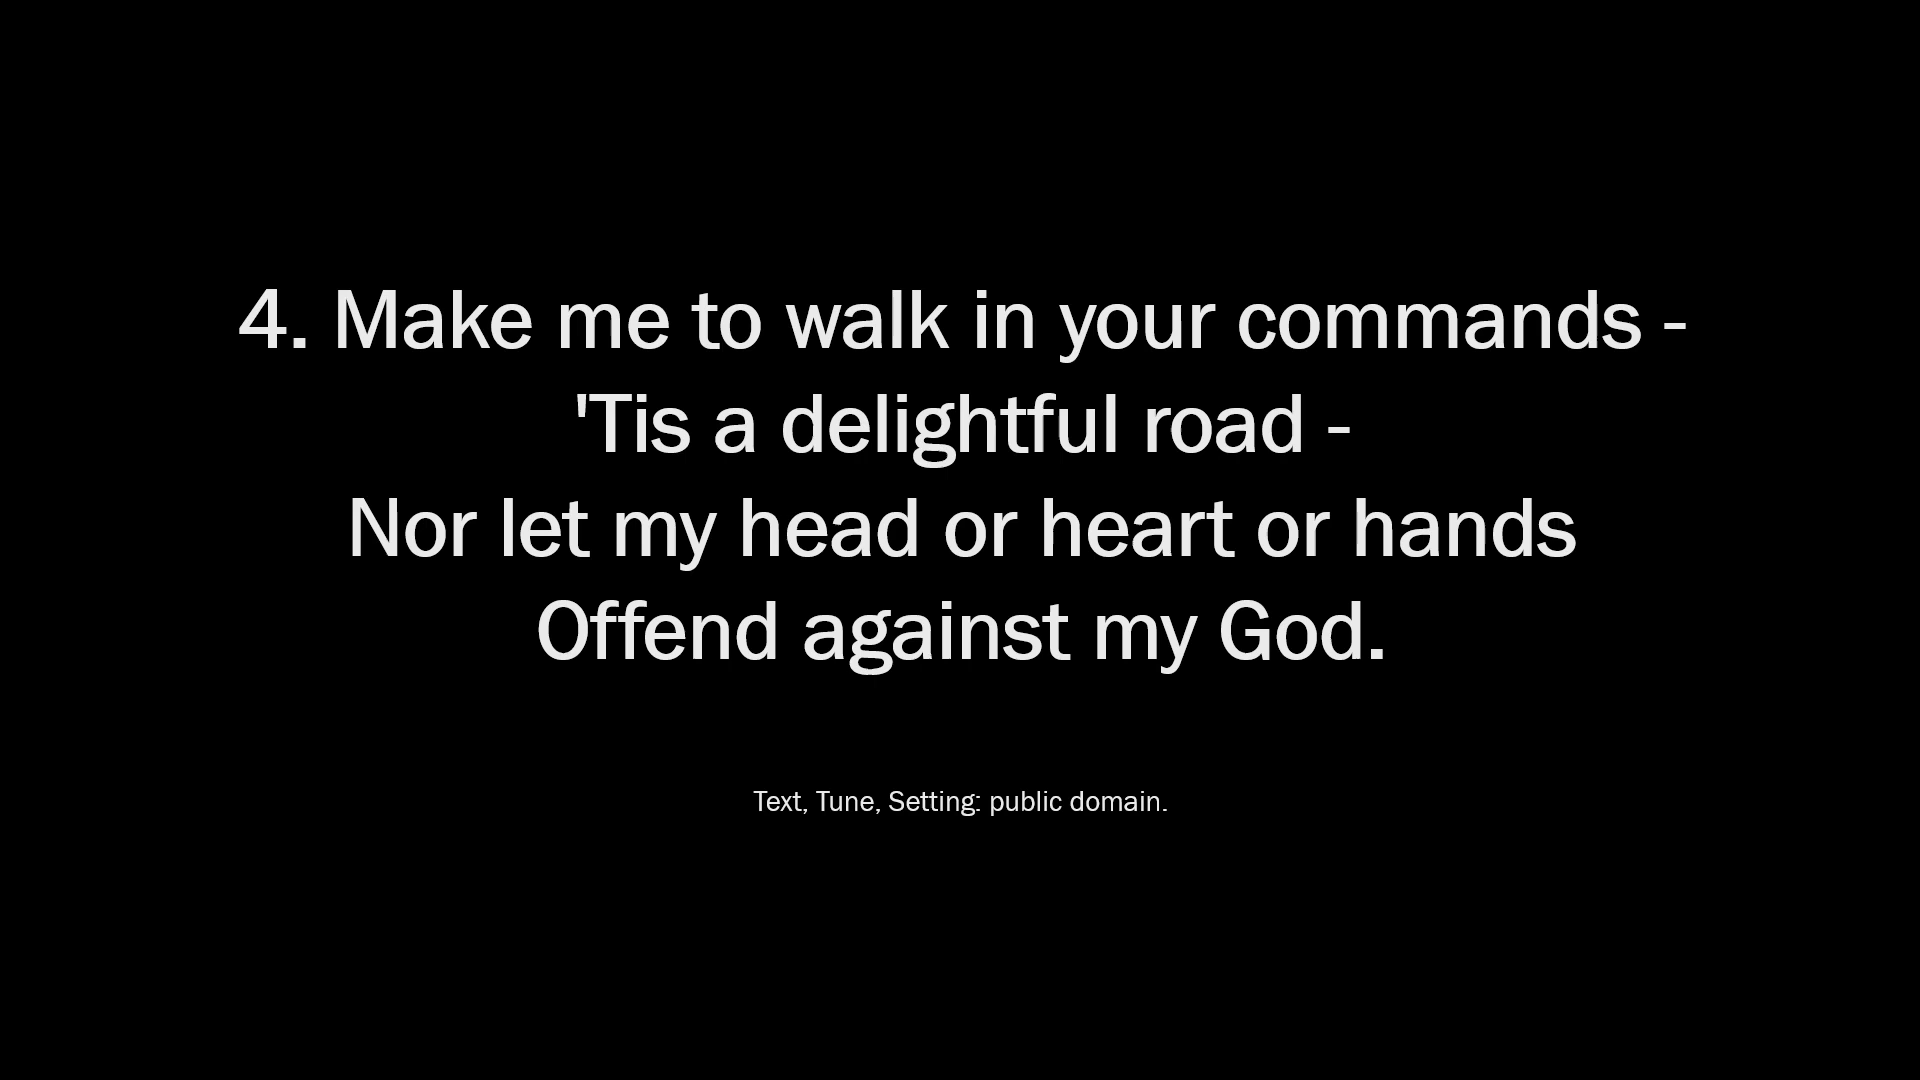 4. Make me to walk in your commands -
'Tis a delightful road -
Nor let my head or heart or hands
Offend against my God.
Text, Tune, Setting: public domain.